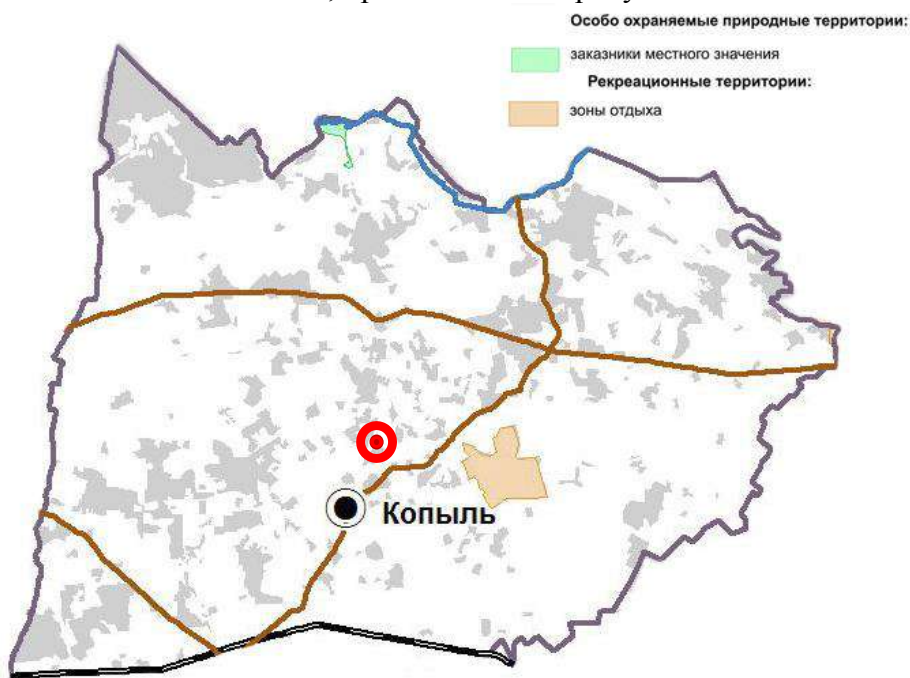 Особо охраняемые природные территории:
заказники местного значения
Рекреационные территории:
зоны отдыха
Копыль